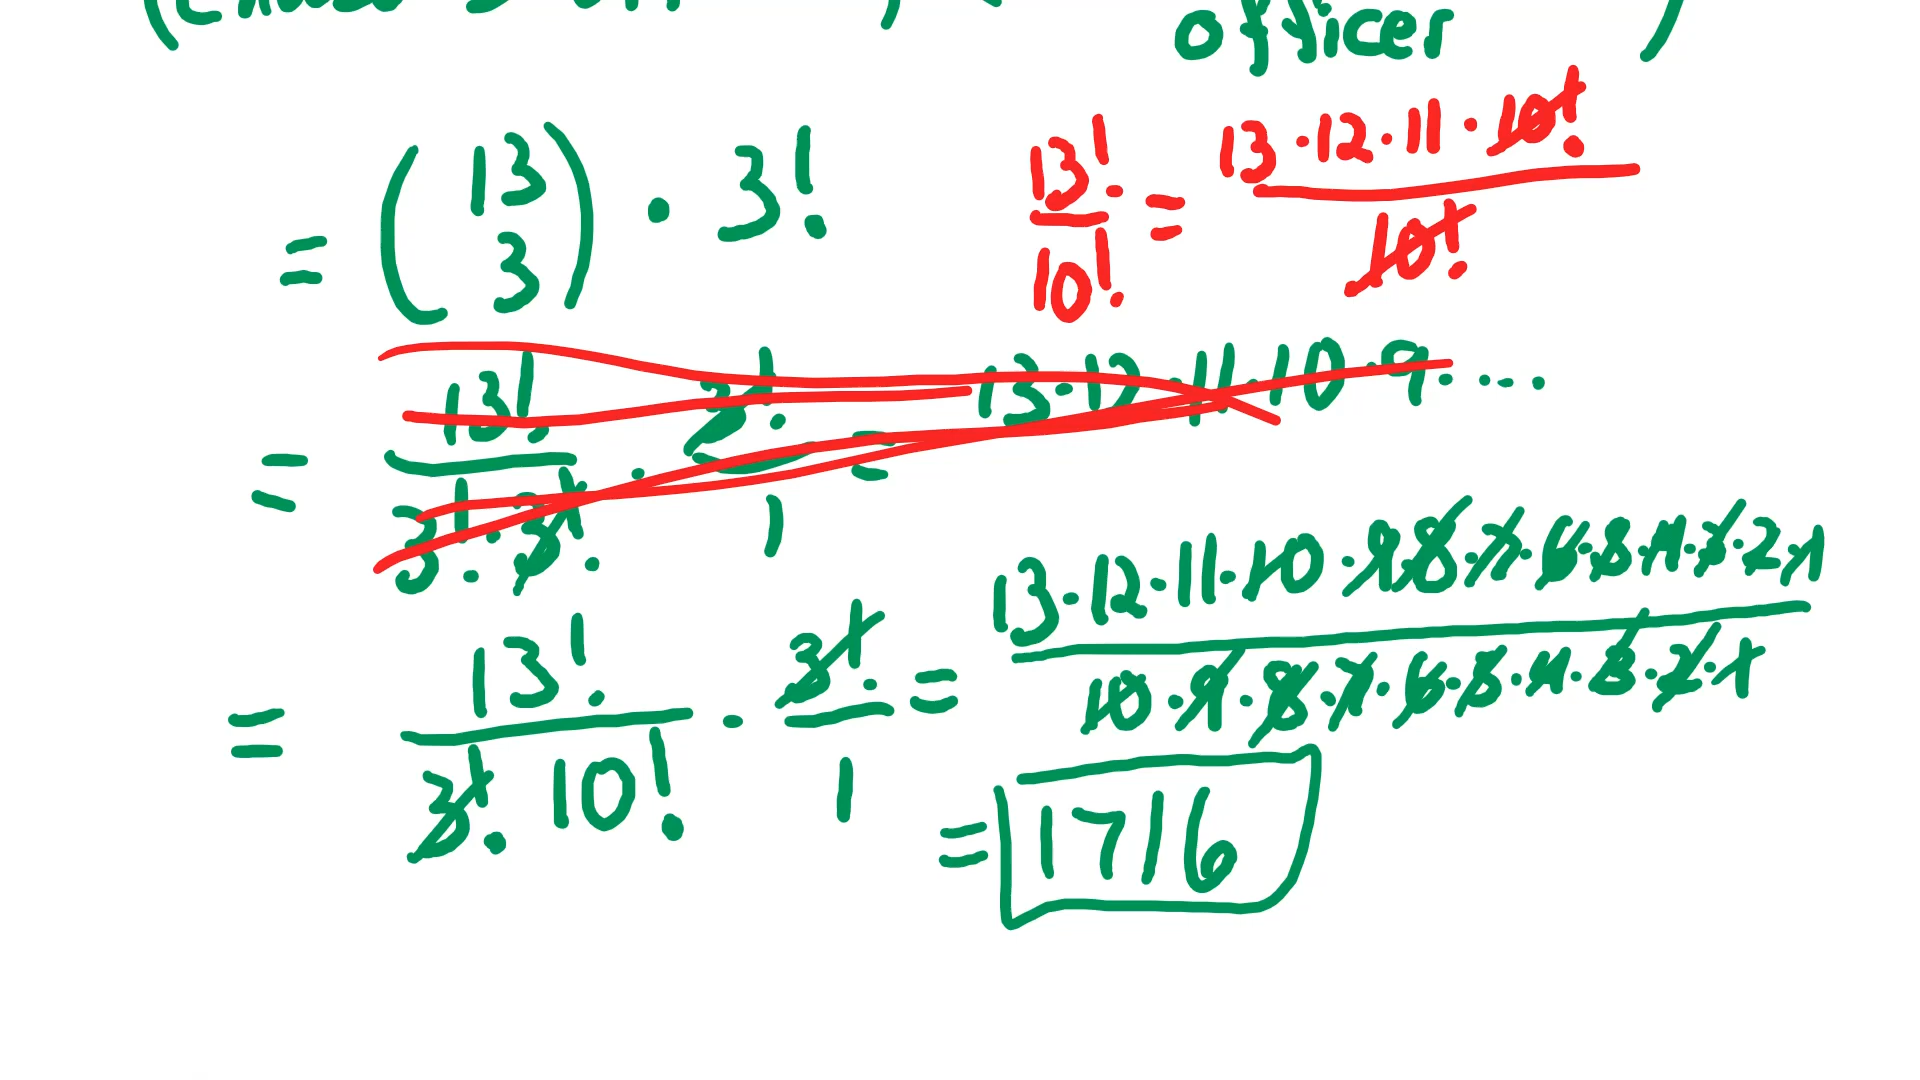 officer )
= (13 3) · 3!
13!/10! = 13 · 12 · 11 · 10!/10!
= 13!/3! · 3! · 3!/1 = 13 · 12 · 11 · 10 · 9 · ...
= 13!/3! 10! · 3!/1 = 13 · 12 · 11 · 10 · 9 · 8 · 7 · 6 · 5 · 4 · 3 · 2 · 1/10 · 9 · 8 · 7 · 6 · 5 · 4 · 3 · 2 · 1
= 1716